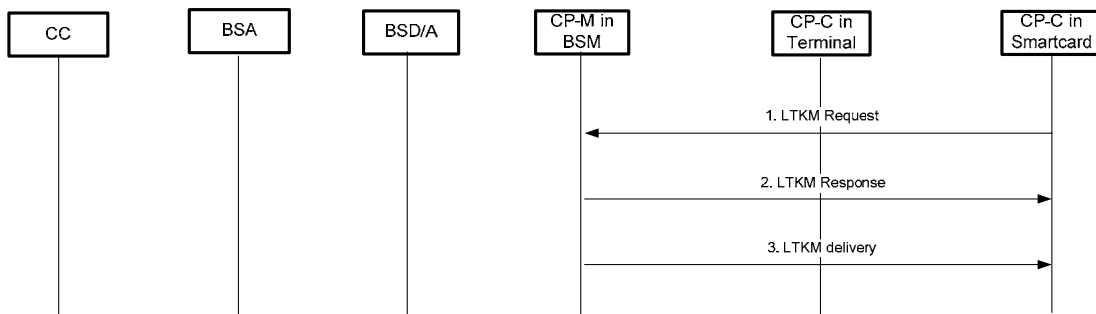 CC
BSA
BSD/A
CP-M in
BSM
CP-C in
Terminal
CP-C in
Smartcard
1. LTKM Request
2. LTKM Response
3. LTKM delivery